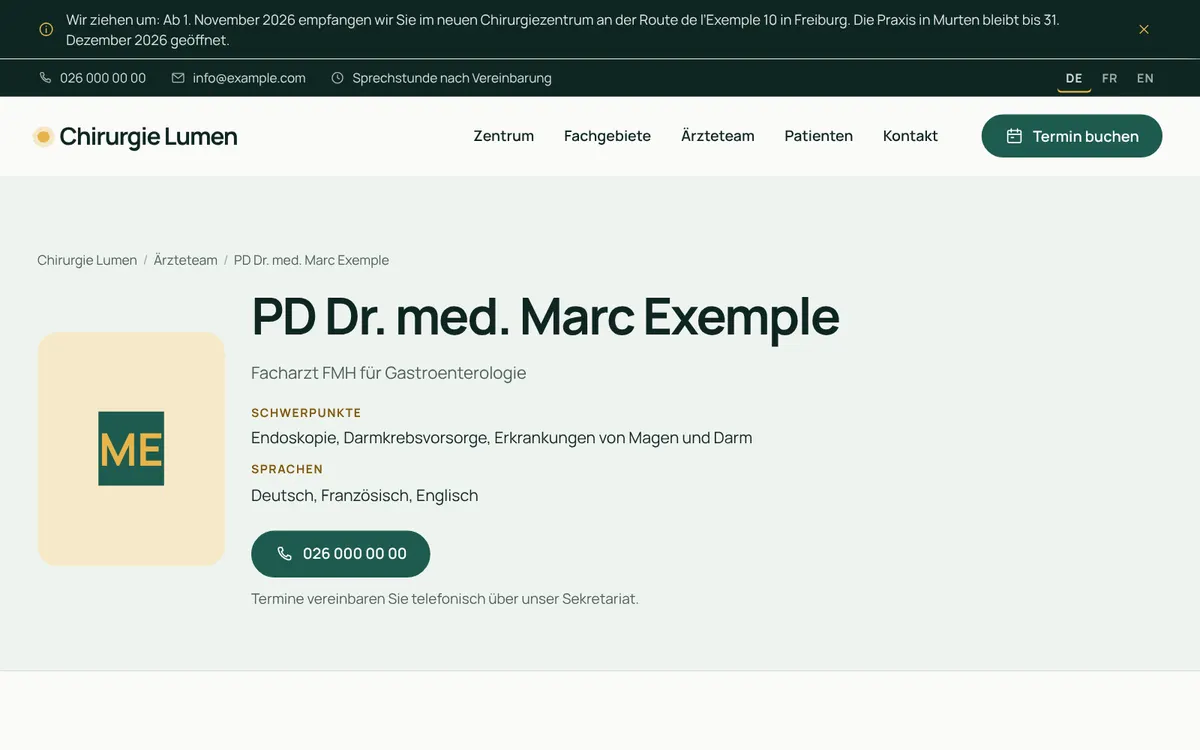 Wir ziehen um: Ab 1. November 2026 empfangen wir Sie im neuen Chirurgiezentrum an der Route de l'Exemple 10 in Freiburg. Die Praxis in Murten bleibt bis 31.
Dezember 2026 geöffnet.
026 000 00 00 info@example.com Sprechstunde nach Vereinbarung DE FR EN
Chirurgie Lumen Zentrum Fachgebiete Ärzteteam Patienten Kontakt Termin buchen
Chirurgie Lumen / Ärzteteam / PD Dr. med. Marc Exemple
PD Dr. med. Marc Exemple
Facharzt FMH für Gastroenterologie
SCHWERPUNKTE
Endoskopie, Darmkrebsvorsorge, Erkrankungen von Magen und Darm
ME
SPRACHEN
Deutsch, Französisch, Englisch
026 000 00 00
Termine vereinbaren Sie telefonisch über unser Sekretariat.